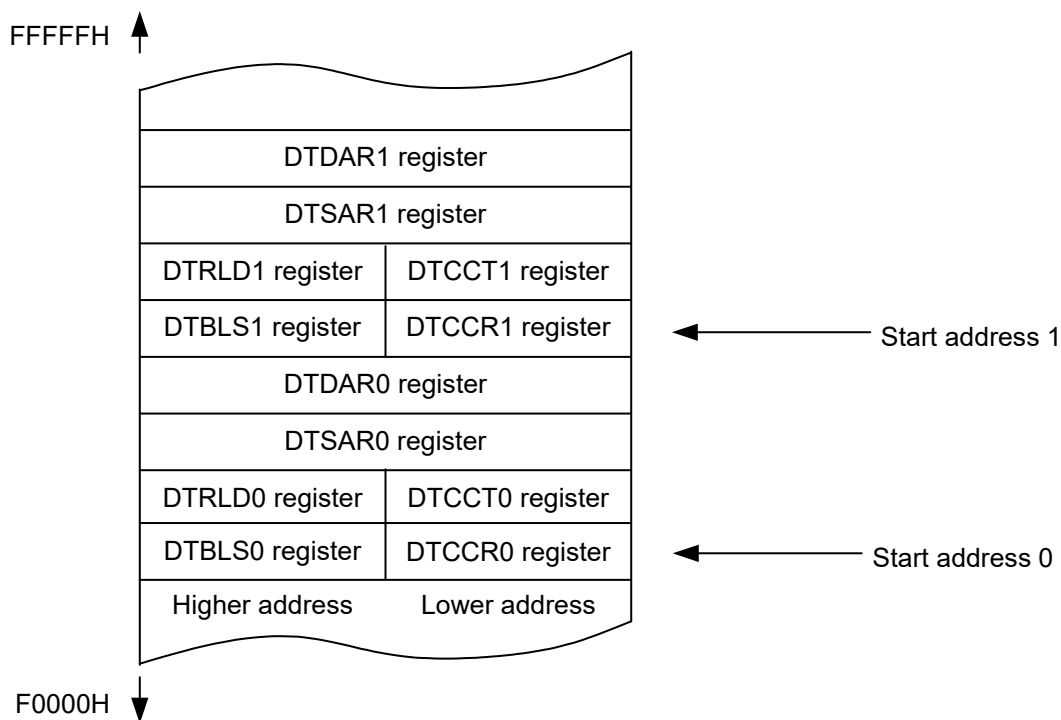 FFFFFH
DTDAR1 register
DTSAR1 register
DTRLD1 register DTCCT1 register
DTBLS1 register DTCCR1 register
Start address 1
DTDAR0 register
DTSAR0 register
DTRLD0 register DTCCT0 register
DTBLS0 register DTCCR0 register
Start address 0
Higher address Lower address
F0000H